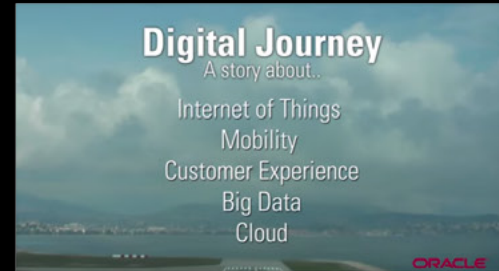 Digital Journey
A story about..
Internet of Things
Mobility
Customer Experience
Big Data
Cloud
ORACLE